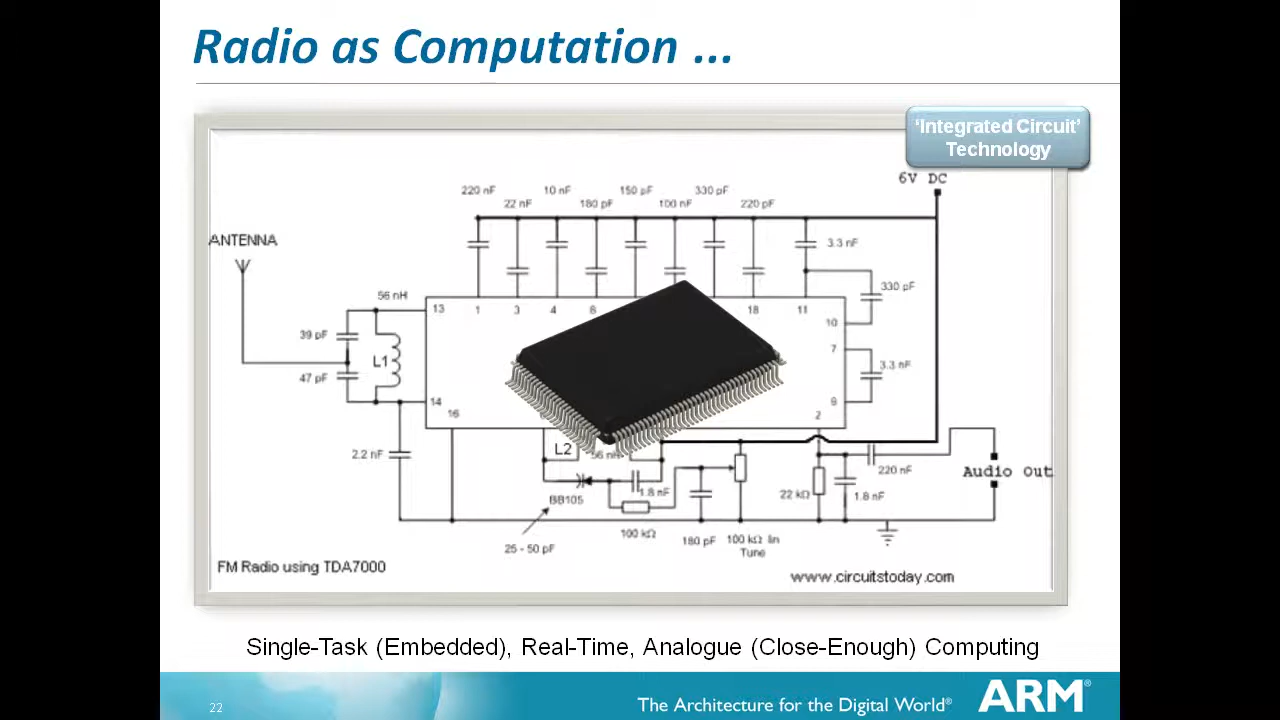 Radio as Computation ...
‘Integrated Circuit’
Technology
6V DC
220 nF
10 nF
150 pF
330 pF
22 nF
180 pF
100 nF
220 pF
ANTENNA
3.3 nF
56 nH
330 pF
13
1
3
4
6
18
11
10
39 pF
L1
7
3.3 nF
47 pF
14
16
2
9
2.2 nF
L2
56 nH
220 nF
Audio Out
BB105
1.8 nF
22 kΩ
1.8 nF
100 kΩ
180 pF
100 kΩ lin
Tune
25 - 50 pF
FM Radio using TDA7000
www.circuitstoday.com
Single-Task (Embedded), Real-Time, Analogue (Close-Enough) Computing
22
The Architecture for the Digital World®
ARM®